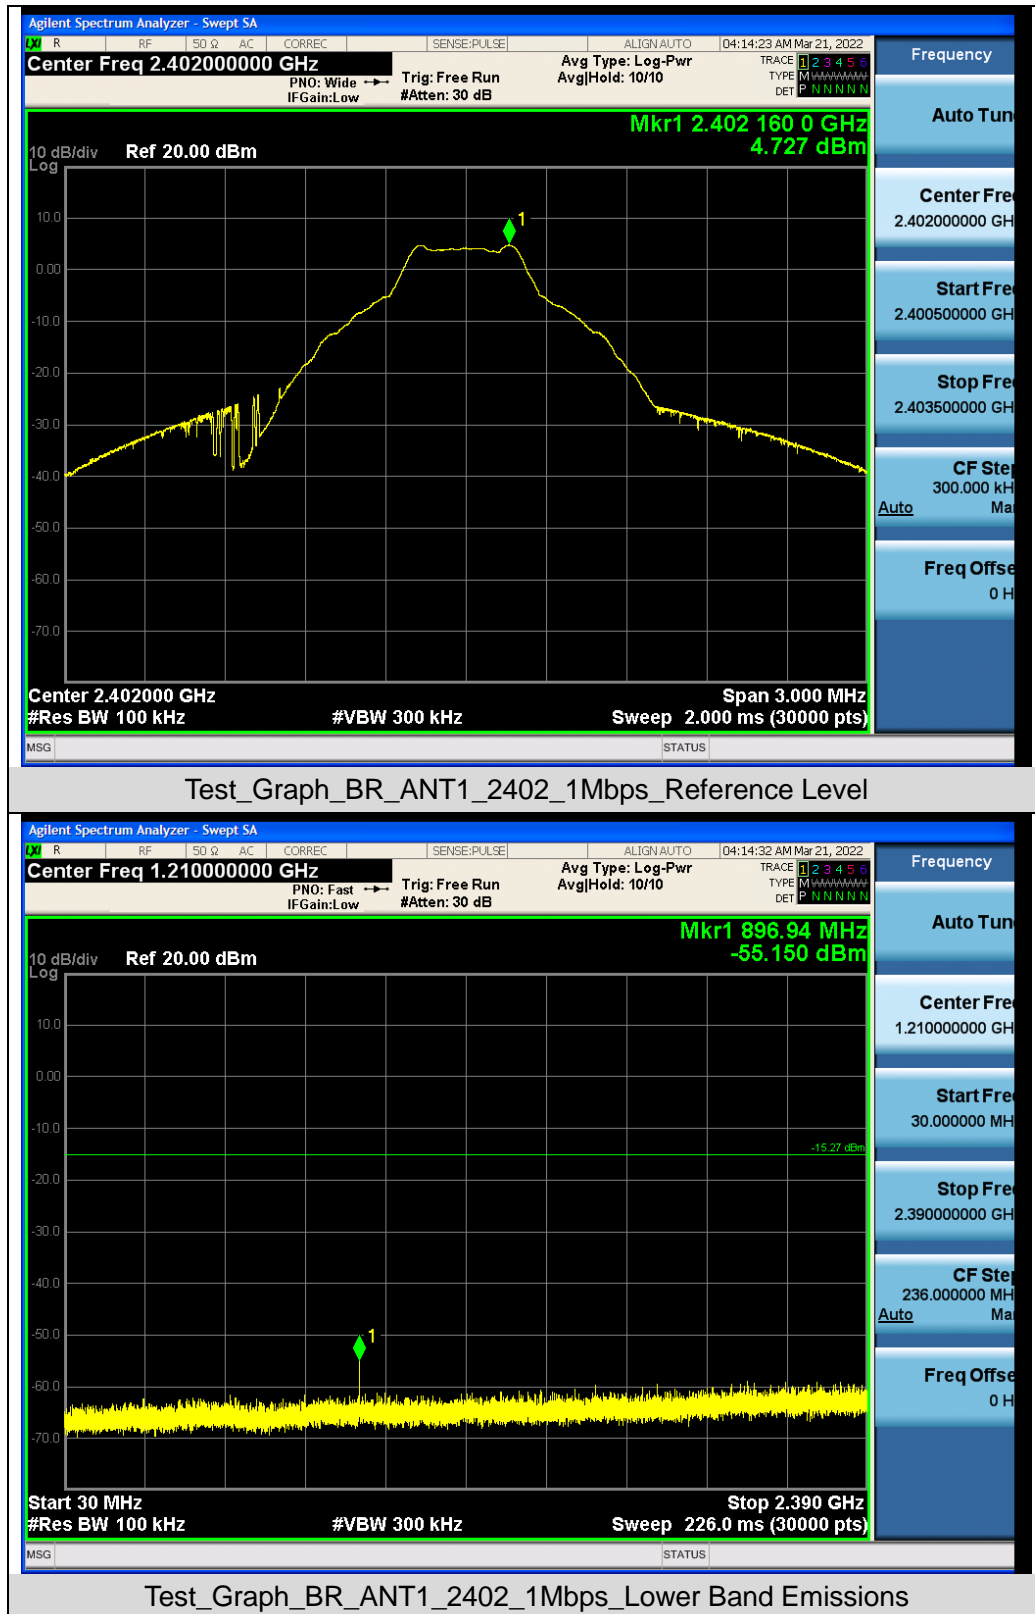 Agilent Spectrum Analyzer - Swept SA
LXI R RF 50 Ω AC CORREC SENSE:PULSE ALIGN AUTO 04:14:23 AM Mar 21, 2022
Center Freq 2.402000000 GHz
PNO: Wide
IFGain:Low
Trig: Free Run
#Atten: 30 dB
Avg Type: Log-Pwr
Avg|Hold: 10/10
TRACE 1 2 3 4 5 6
TYPE M WWWWW
DET P N N N N N
Mkr1 2.402 160 0 GHz
4.727 dBm
10 dB/div Ref 20.00 dBm
Log
1
10.0
0.00
-10.0
-20.0
-30.0
-40.0
-50.0
-60.0
-70.0
Center 2.402000 GHz Span 3.000 MHz
#Res BW 100 kHz #VBW 300 kHz Sweep 2.000 ms (30000 pts)
MSG STATUS
Frequency
Auto Tun
Center Fre
2.402000000 GH
Start Fre
2.400500000 GH
Stop Fre
2.403500000 GH
CF Ste
300.000 kH
Auto Ma
Freq Offse
0 H
Test_Graph_BR_ANT1_2402_1Mbps_Reference Level
Agilent Spectrum Analyzer - Swept SA
LXI R RF 50 Ω AC CORREC SENSE:PULSE ALIGN AUTO 04:14:32 AM Mar 21, 2022
Center Freq 1.210000000 GHz
PNO: Fast
IFGain:Low
Trig: Free Run
#Atten: 30 dB
Avg Type: Log-Pwr
Avg|Hold: 10/10
TRACE 1 2 3 4 5 6
TYPE M WWWWW
DET P N N N N N
Mkr1 896.94 MHz
-55.150 dBm
10 dB/div Ref 20.00 dBm
Log
10.0
0.00
-10.0
-15.27 dBm
-20.0
-30.0
-40.0
-50.0
1
-60.0
-70.0
Start 30 MHz Stop 2.390 GHz
#Res BW 100 kHz #VBW 300 kHz Sweep 226.0 ms (30000 pts)
MSG STATUS
Frequency
Auto Tun
Center Fre
1.210000000 GH
Start Fre
30.000000 MH
Stop Fre
2.390000000 GH
CF Ste
236.000000 MH
Auto Ma
Freq Offse
0 H
Test_Graph_BR_ANT1_2402_1Mbps_Lower Band Emissions